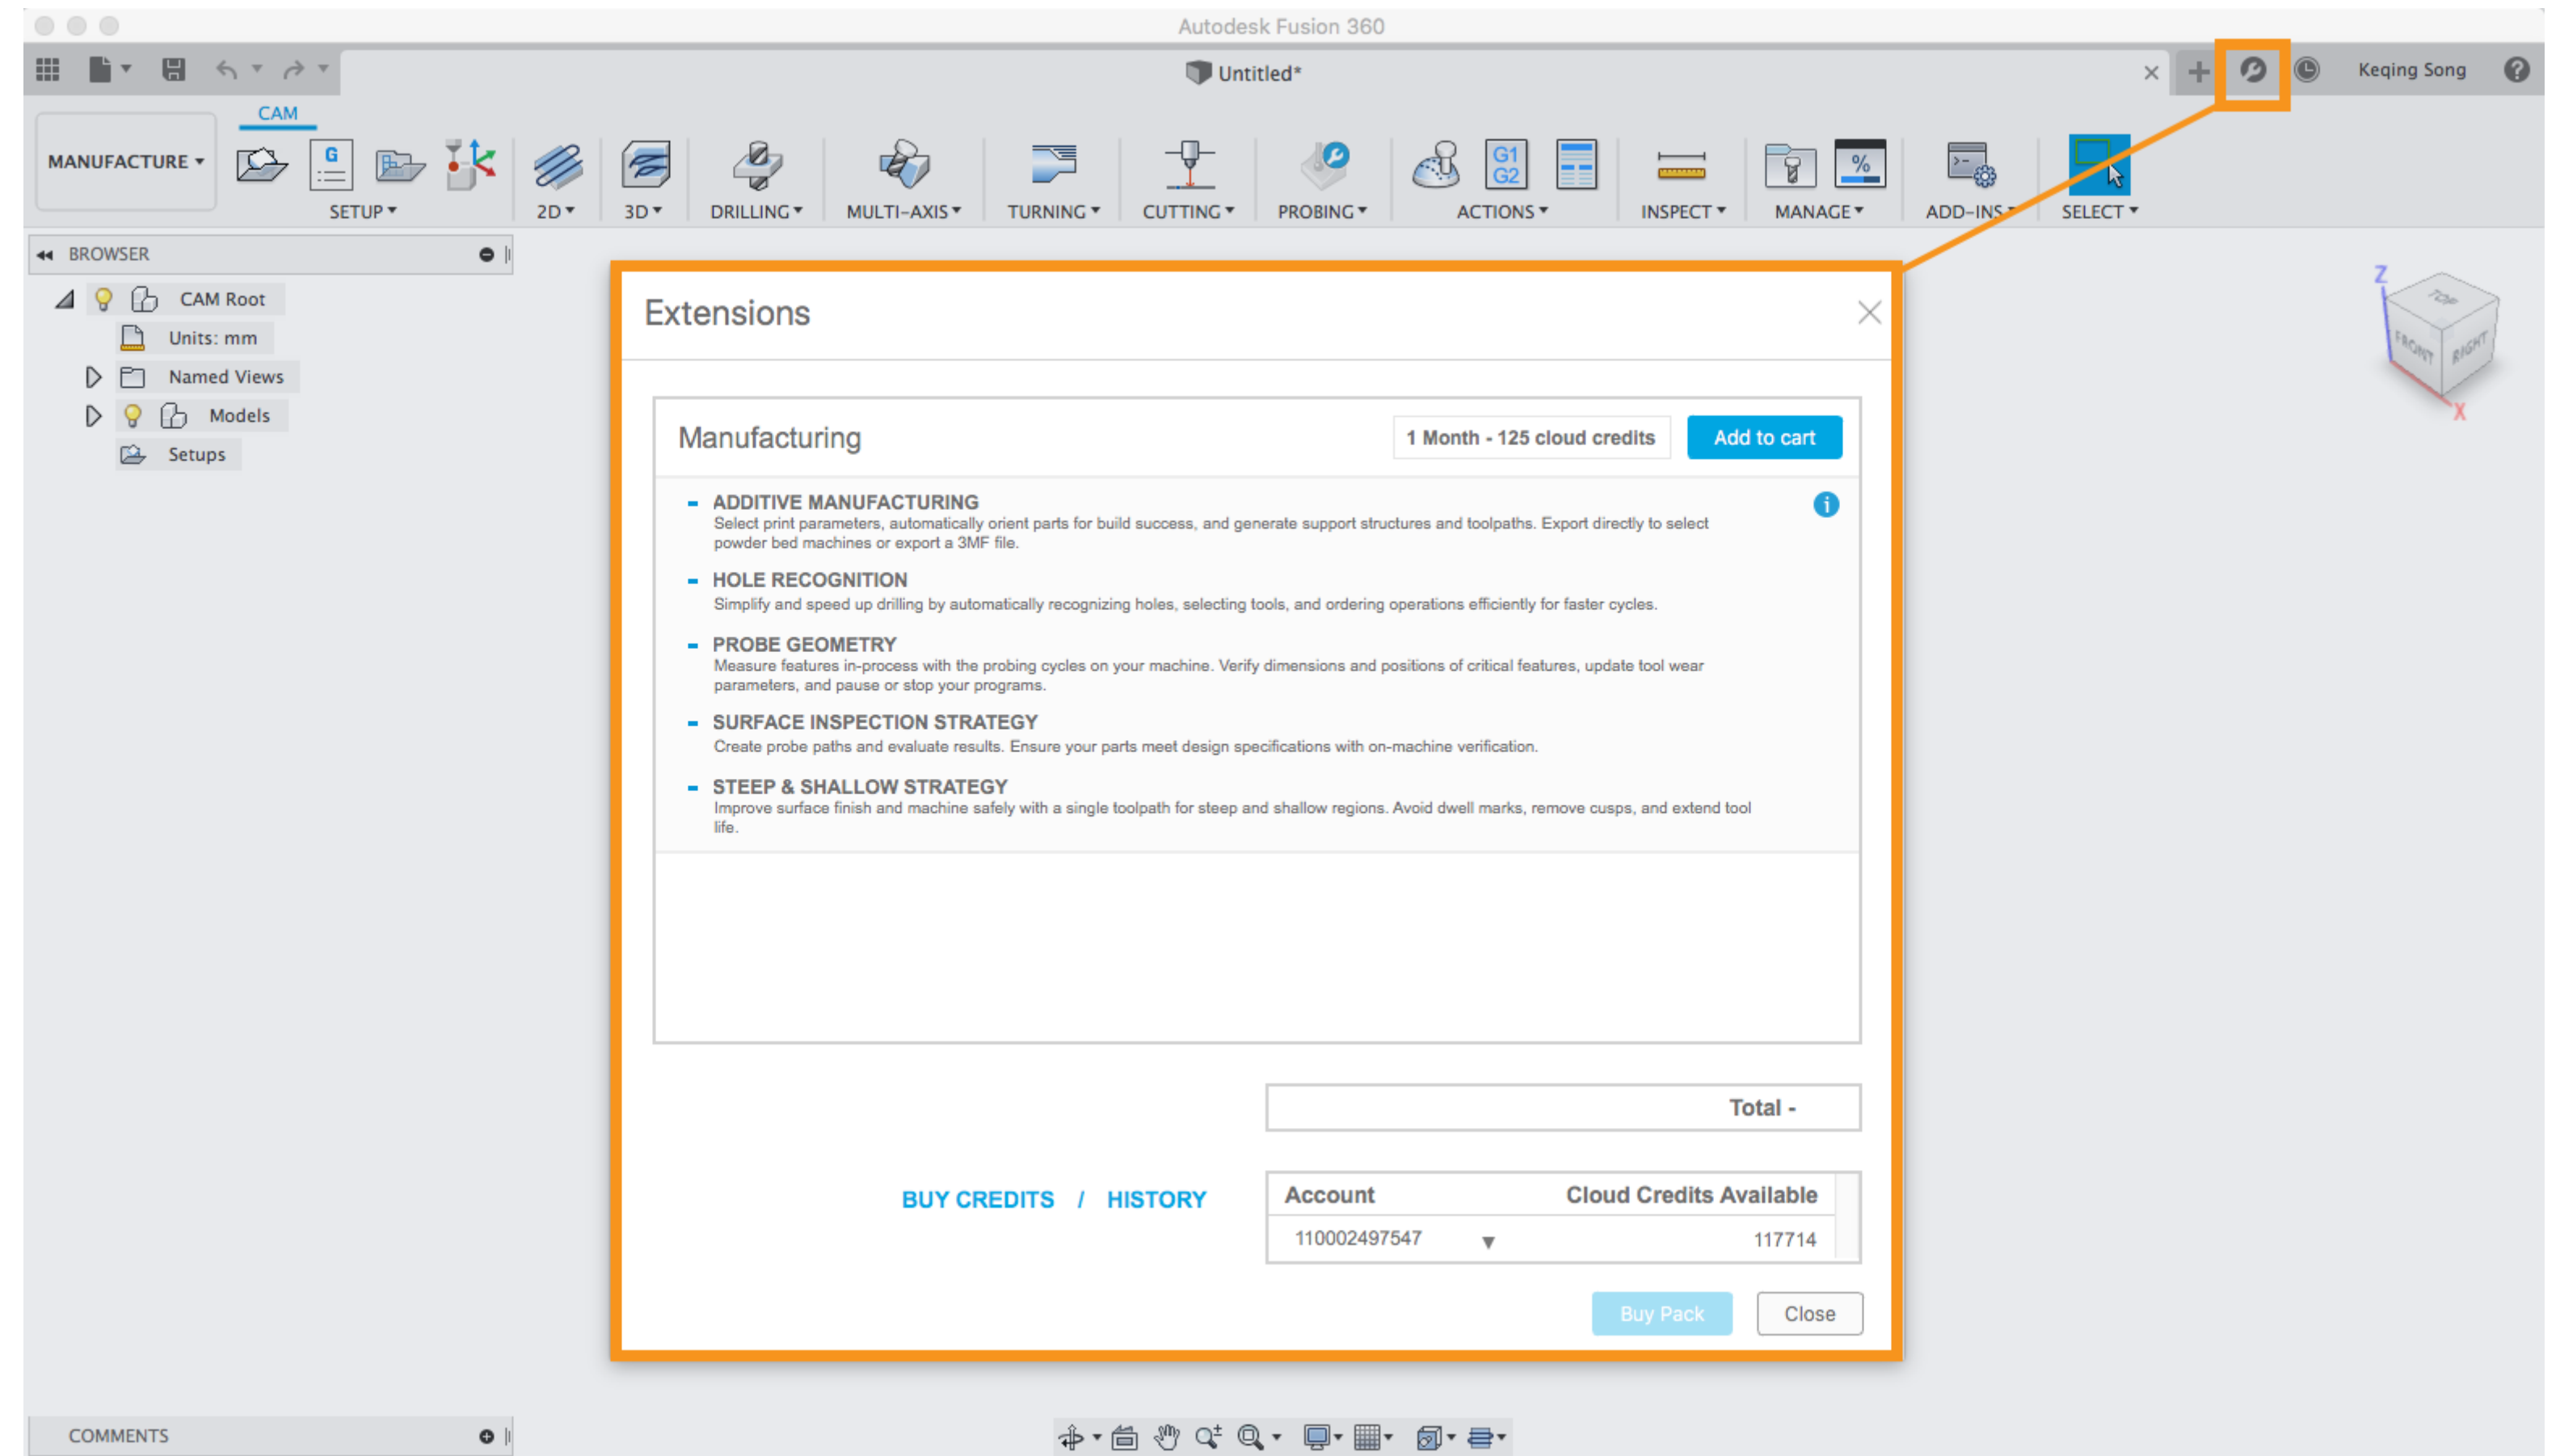 Autodesk Fusion 360
Untitled*
Keqing Song
CAM
MANUFACTURE
G
G1
G2
%
SETUP
2D
3D
DRILLING
MULTI-AXIS
TURNING
CUTTING
PROBING
ACTIONS
INSPECT
MANAGE
ADD-INS
SELECT
BROWSER
CAM Root
Units: mm
Named Views
Models
Setups
Z
TOP
FRONT
RIGHT
X
Extensions
Manufacturing
1 Month - 125 cloud credits
Add to cart
ADDITIVE MANUFACTURING
Select print parameters, automatically orient parts for build success, and generate support structures and toolpaths. Export directly to select
powder bed machines or export a 3MF file.
HOLE RECOGNITION
Simplify and speed up drilling by automatically recognizing holes, selecting tools, and ordering operations efficiently for faster cycles.
PROBE GEOMETRY
Measure features in-process with the probing cycles on your machine. Verify dimensions and positions of critical features, update tool wear
parameters, and pause or stop your programs.
SURFACE INSPECTION STRATEGY
Create probe paths and evaluate results. Ensure your parts meet design specifications with on-machine verification.
STEEP & SHALLOW STRATEGY
Improve surface finish and machine safely with a single toolpath for steep and shallow regions. Avoid dwell marks, remove cusps, and extend tool
life.
Total -
BUY CREDITS / HISTORY
Account Cloud Credits Available
110002497547 117714
Buy Pack
Close
COMMENTS